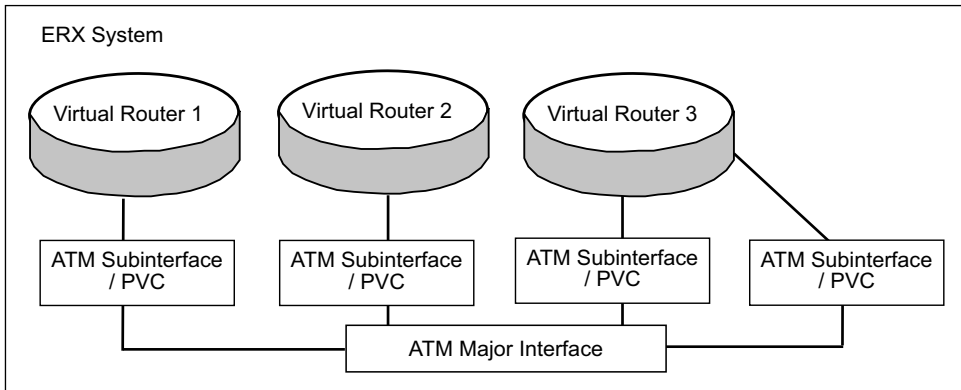 ERX System
Virtual Router 1
Virtual Router 2
Virtual Router 3
ATM Subinterface
/ PVC
ATM Subinterface
/ PVC
ATM Subinterface
/ PVC
ATM Subinterface
/ PVC
ATM Major Interface